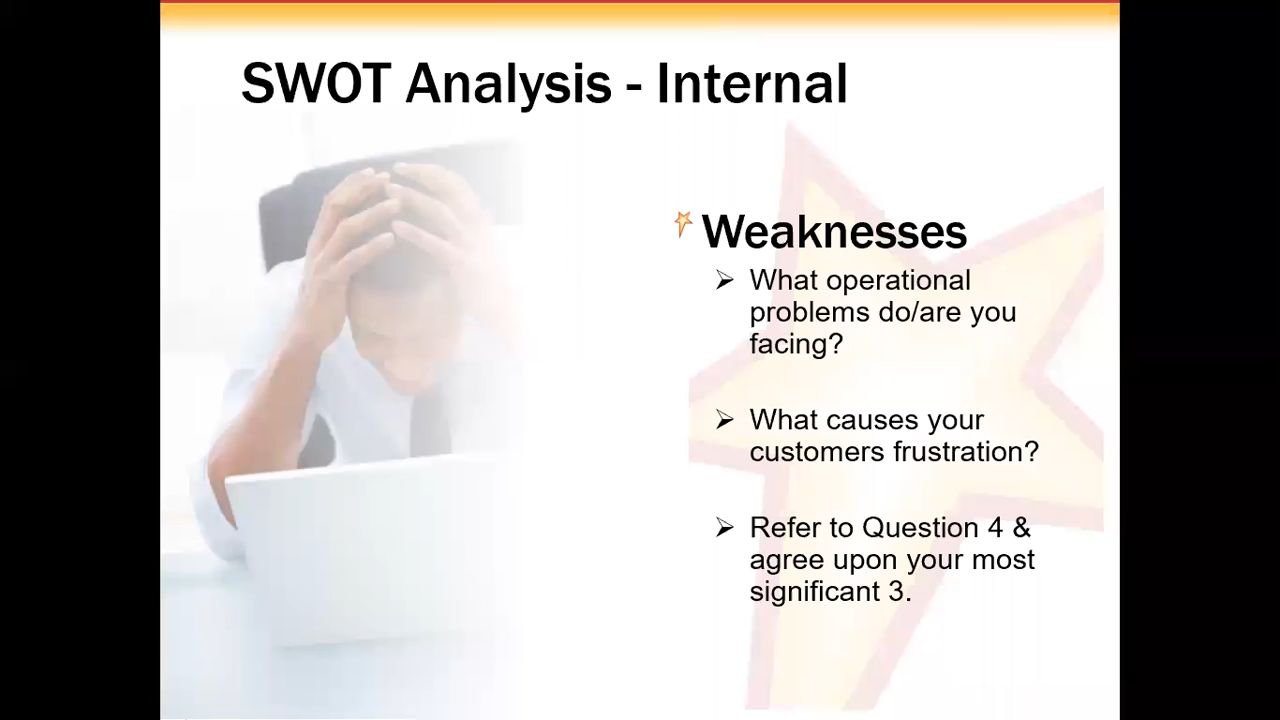 SWOT Analysis - Internal
Weaknesses
What operational
problems do/are you
facing?
What causes your
customers frustration?
Refer to Question 4 &
agree upon your most
significant 3.